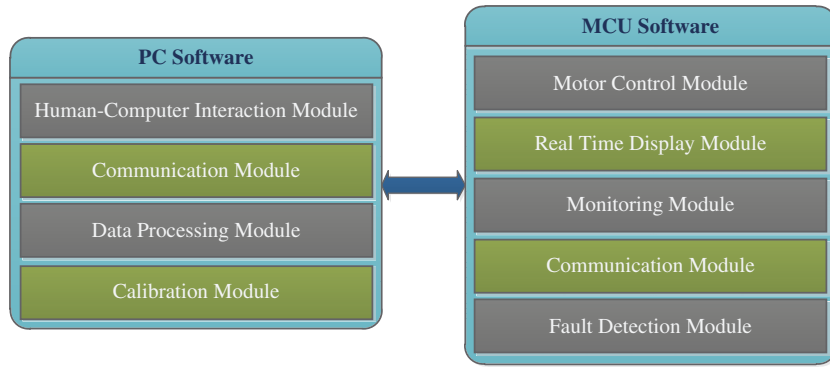 PC Software
Human-Computer Interaction Module
Communication Module
Data Processing Module
Calibration Module
MCU Software
Motor Control Module
Real Time Display Module
Monitoring Module
Communication Module
Fault Detection Module